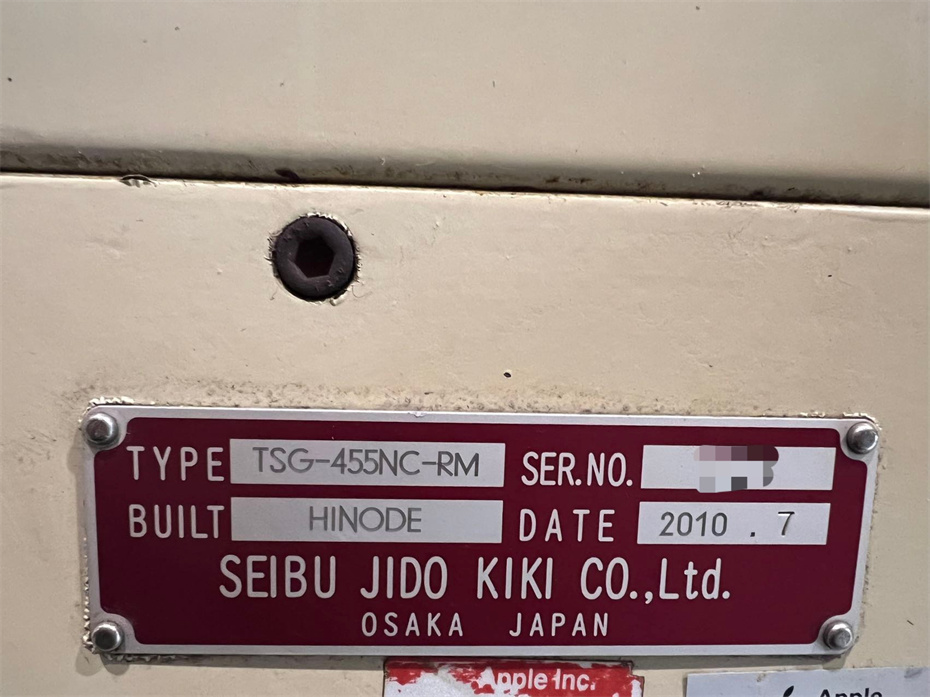 TYPE TSG-455NC-RM SER.NO.
BUILT HINODE DATE 2010 . 7
SEIBU JIDO KIKI CO.,Ltd.
OSAKA JAPAN
Apple Inc.
Apple